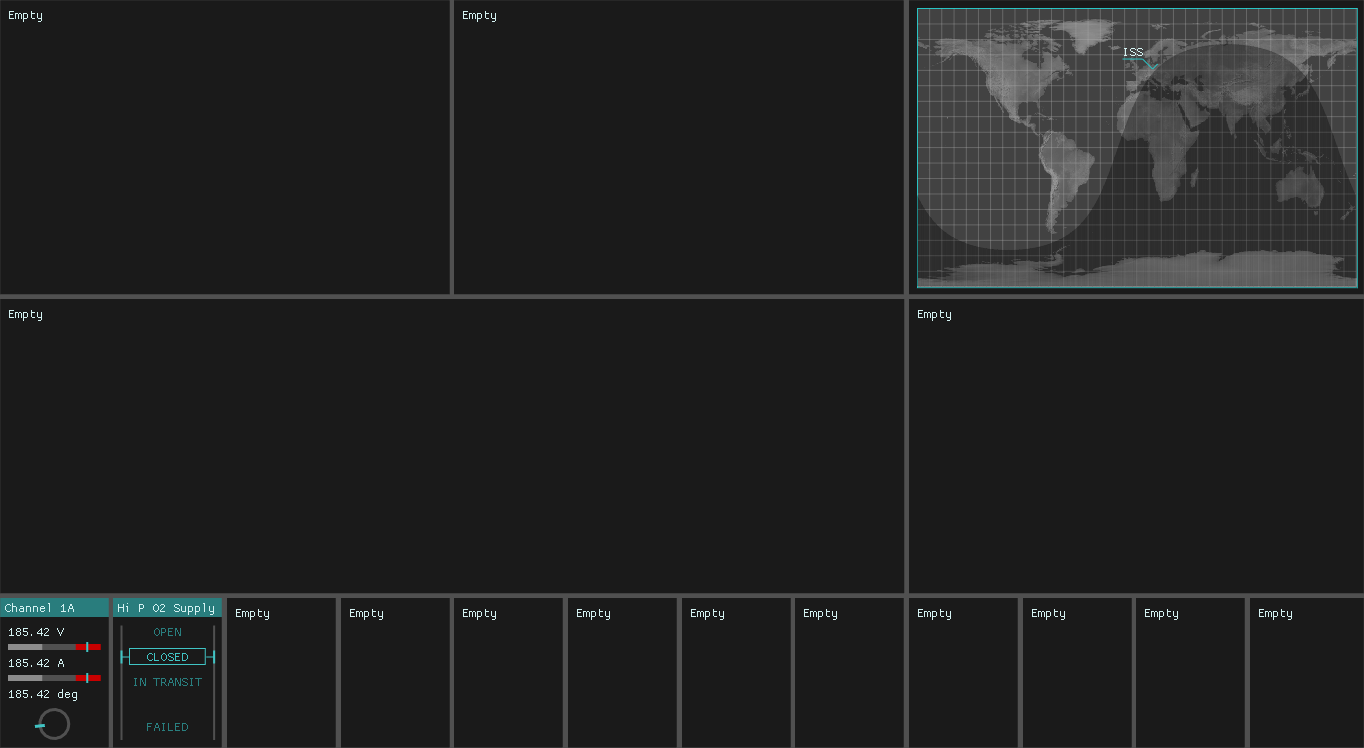 Empty
Empty
ISS
Empty
Empty
Channel 1A
185.42 V
185.42 A
185.42 deg
Hi P O2 Supply
OPEN
CLOSED
IN TRANSIT
FAILED
Empty
Empty
Empty
Empty
Empty
Empty
Empty
Empty
Empty
Empty